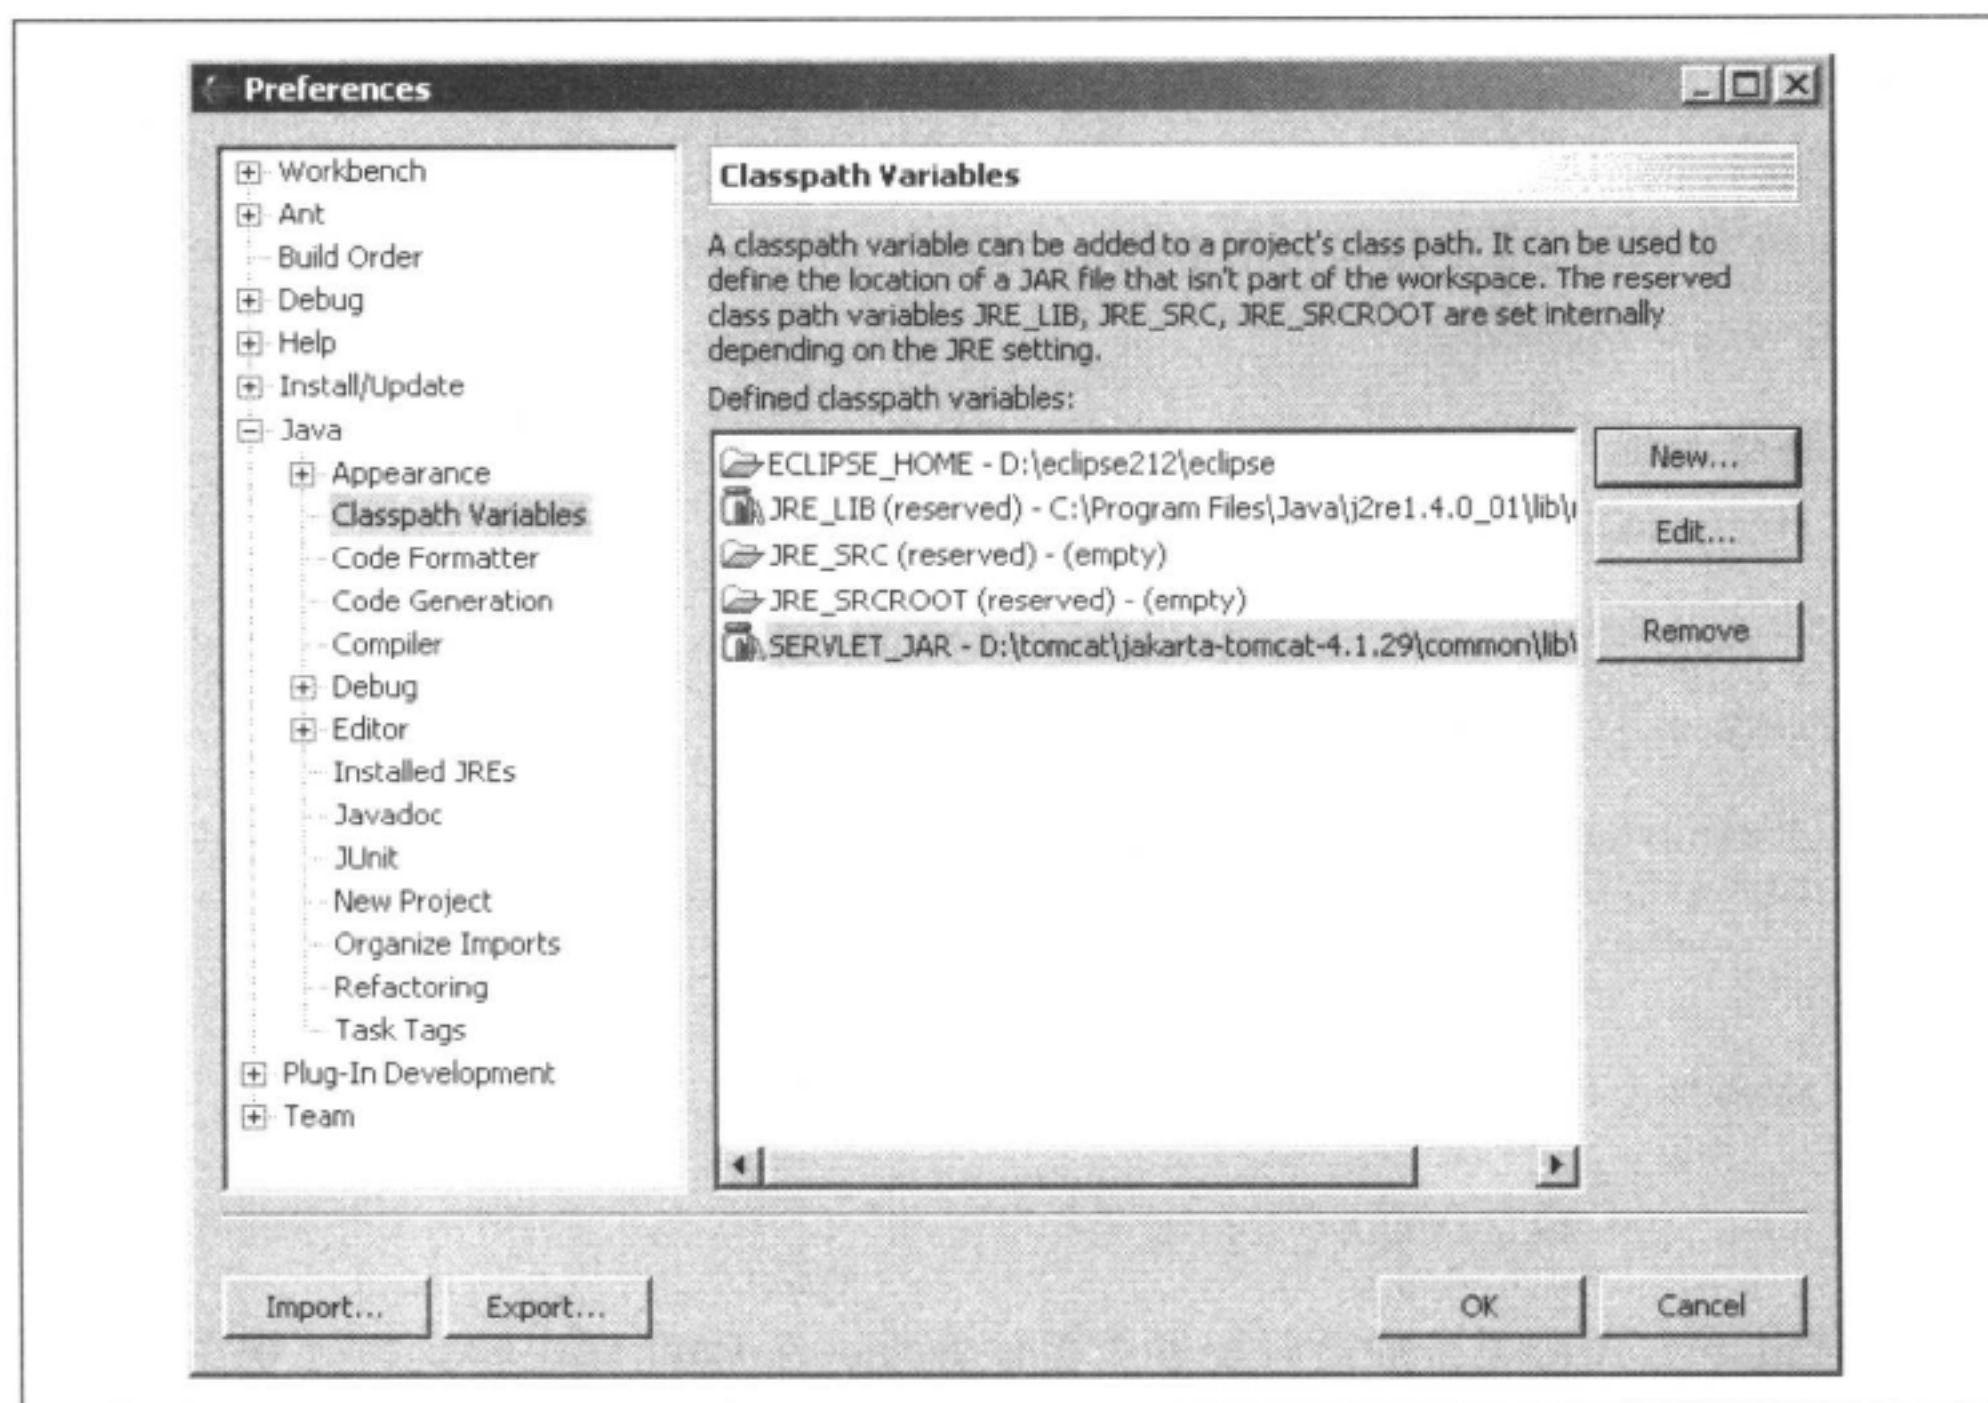 Preferences
Workbench
Ant
Build Order
Debug
Help
Install/Update
Java
Appearance
Classpath Variables
Code Formatter
Code Generation
Compiler
Debug
Editor
Installed JREs
Javadoc
JUnit
New Project
Organize Imports
Refactoring
Task Tags
Plug-In Development
Team
Classpath Variables
A classpath variable can be added to a project's class path. It can be used to
define the location of a JAR file that isn't part of the workspace. The reserved
class path variables JRE_LIB, JRE_SRC, JRE_SRCROOT are set internally
depending on the JRE setting.
Defined classpath variables:
ECLIPSE_HOME - D:\eclipse212\eclipse
JRE_LIB (reserved) - C:\Program Files\Java\j2re1.4.0_01\lib\
JRE_SRC (reserved) - (empty)
JRE_SRCROOT (reserved) - (empty)
SERVLET_JAR - D:\tomcat\jakarta-tomcat-4.1.29\common\lib\
New...
Edit...
Remove
Import...
Export...
OK
Cancel